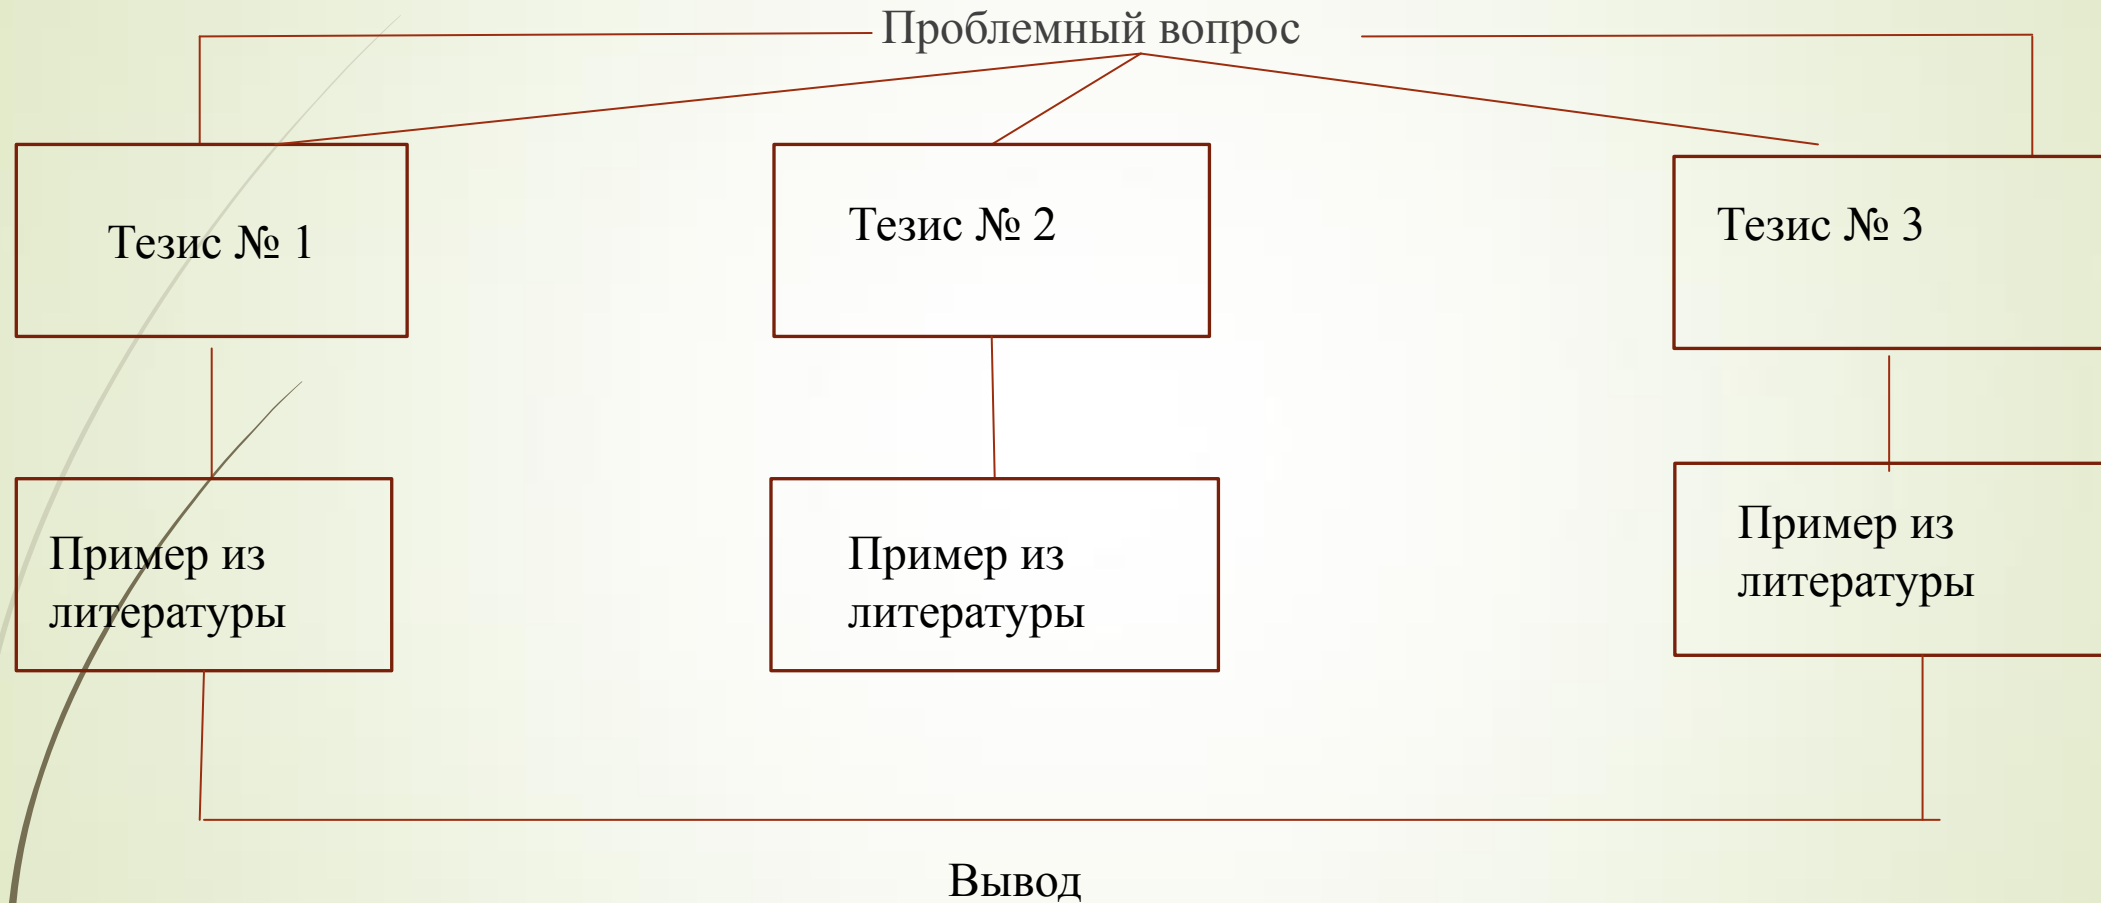 Проблемный вопрос
Тезис № 1
Тезис № 2
Тезис № 3
Пример из
литературы
Пример из
литературы
Пример из
литературы
Вывод